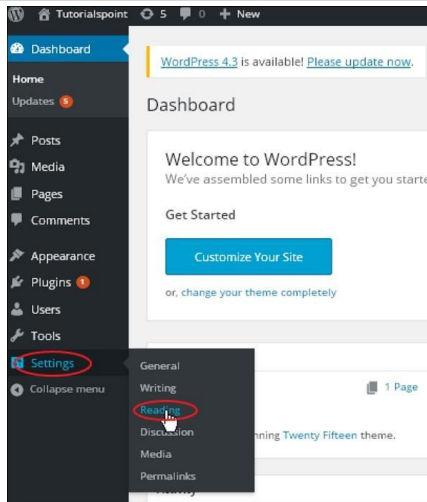 Tutorialspoint 5 0 + New
Dashboard
Home
Updates 5
Posts
Media
Pages
Comments
Appearance
Plugins 1
Users
Tools
Settings
Collapse menu
General
Writing
Reading
Discussion
Media
Permalinks
WordPress 4.3 is available! Please update now.
Dashboard
Welcome to WordPress!
We've assembled some links to get you starte
Get Started
Customize Your Site
or, change your theme completely
1 Page
Twenty Fifteen theme.